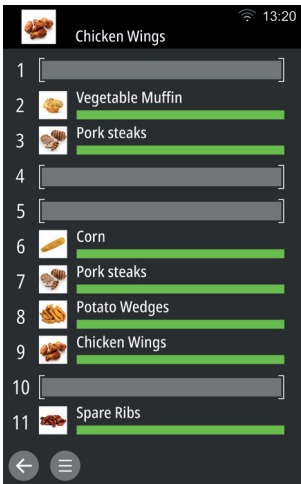 13:20
Chicken Wings
1
2 Vegetable Muffin
3 Pork steaks
4
5
6 Corn
7 Pork steaks
8 Potato Wedges
9 Chicken Wings
10
11 Spare Ribs